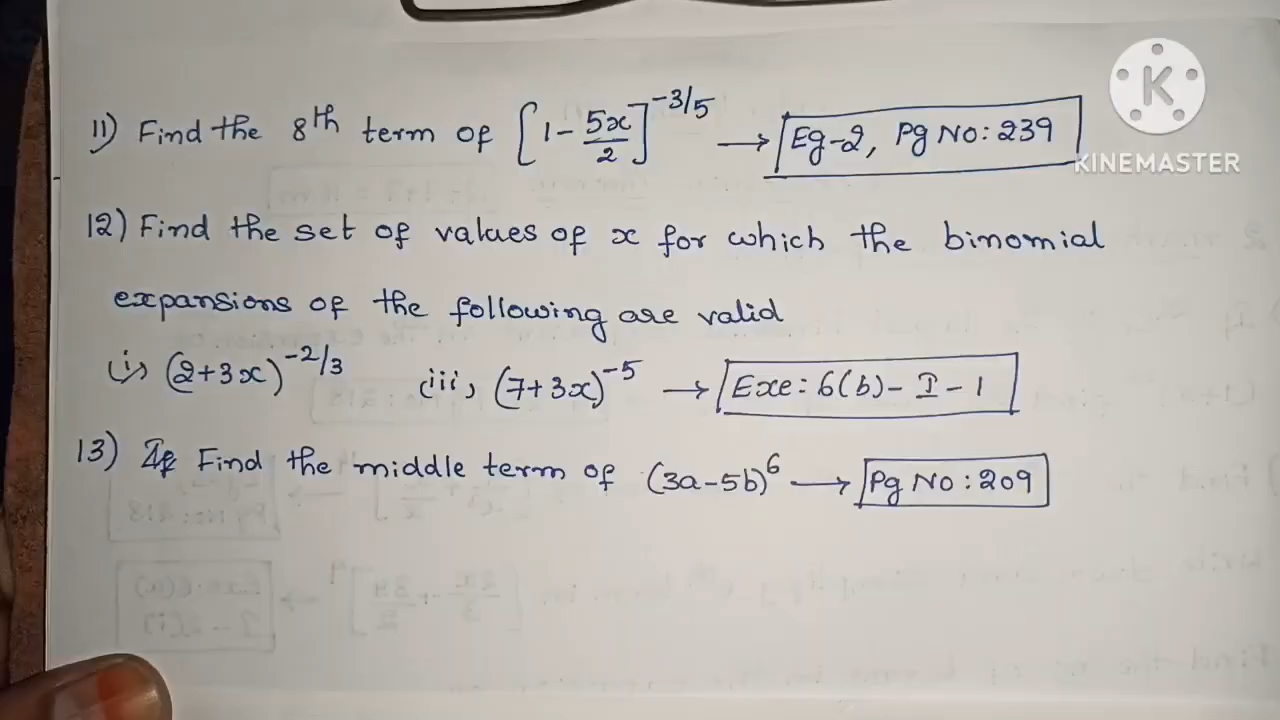 11) Find the 8th term of [1 - 5x/2]^-3/5 → Eg-2, Pg No: 239
KINEMASTER
12) Find the set of values of x for which the binomial
expansions of the following are valid
(i) (2+3x)^-2/3 (iii) (7+3x)^-5 → Exe: 6(b) - I - 1
13) If Find the middle term of (3a-5b)^6 → Pg No: 209